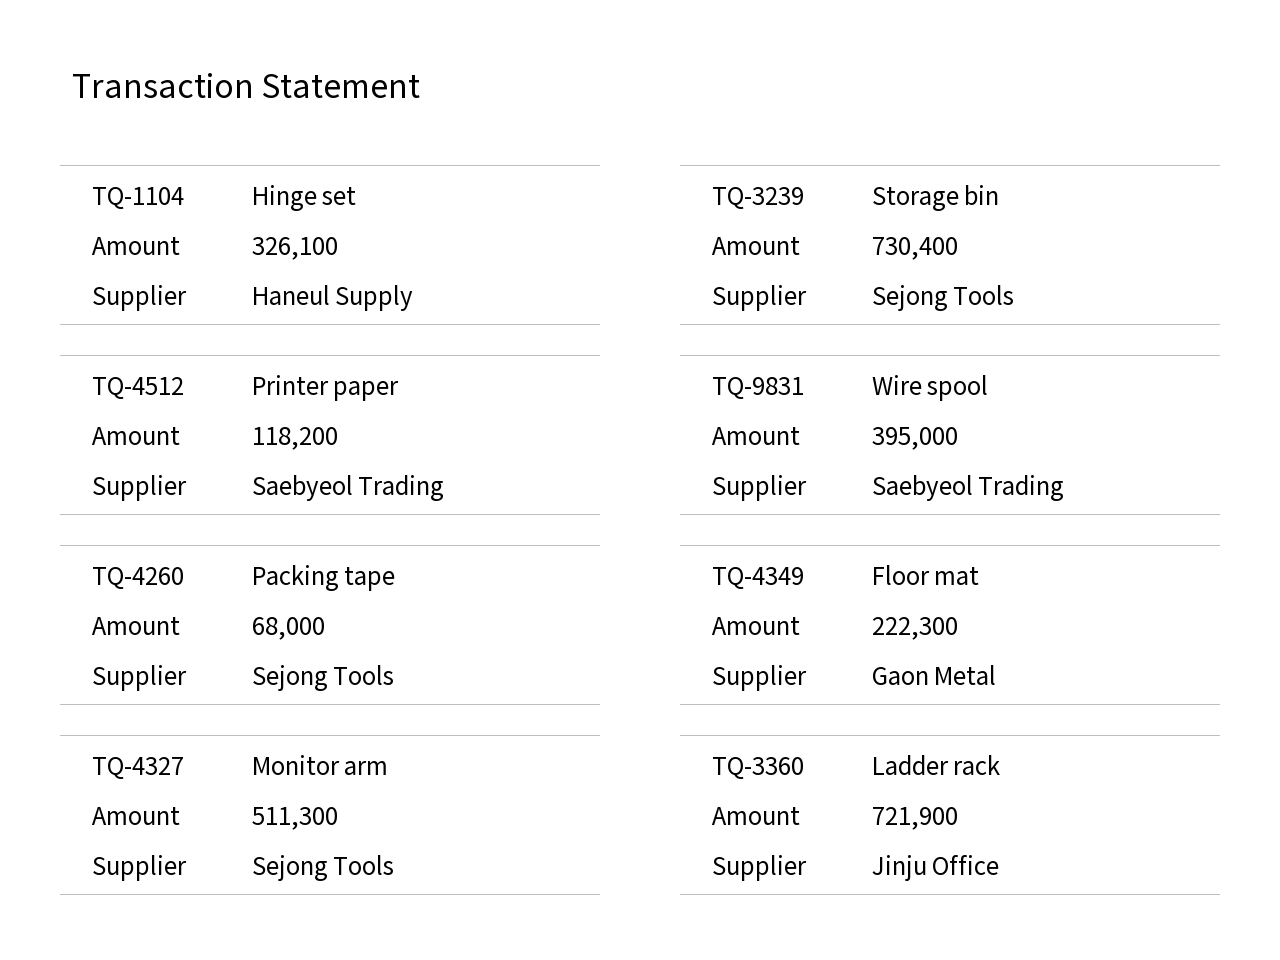 Transaction Statement
TQ-1104 Hinge set
Amount 326,100
Supplier Haneul Supply
TQ-4512 Printer paper
Amount 118,200
Supplier Saebyeol Trading
TQ-4260 Packing tape
Amount 68,000
Supplier Sejong Tools
TQ-4327 Monitor arm
Amount 511,300
Supplier Sejong Tools
TQ-3239 Storage bin
Amount 730,400
Supplier Sejong Tools
TQ-9831 Wire spool
Amount 395,000
Supplier Saebyeol Trading
TQ-4349 Floor mat
Amount 222,300
Supplier Gaon Metal
TQ-3360 Ladder rack
Amount 721,900
Supplier Jinju Office